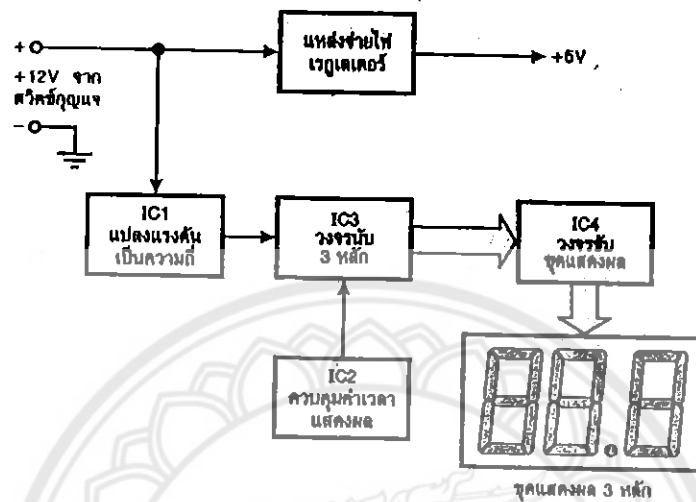 +
+12V จาก
สวิตช์กุญแจ
-
แหล่งจ่ายไฟ
เรกูเลเตอร์
+5V
IC1
แปลงแรงดัน
เป็นความถี่
IC3
วงจรนับ
3 หลัก
IC4
วงจรขับ
ชุดแสดงผล
IC2
ควบคุมค่าเวลา
แสดงผล
88.8
ชุดแสดงผล 3 หลัก